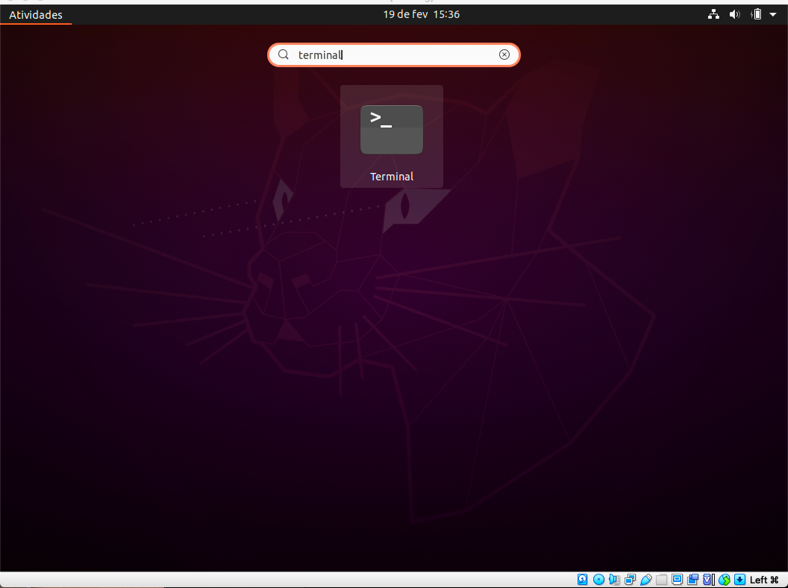 Atividades
19 de fev 15:36
terminal
>_
Terminal
Left ⌘